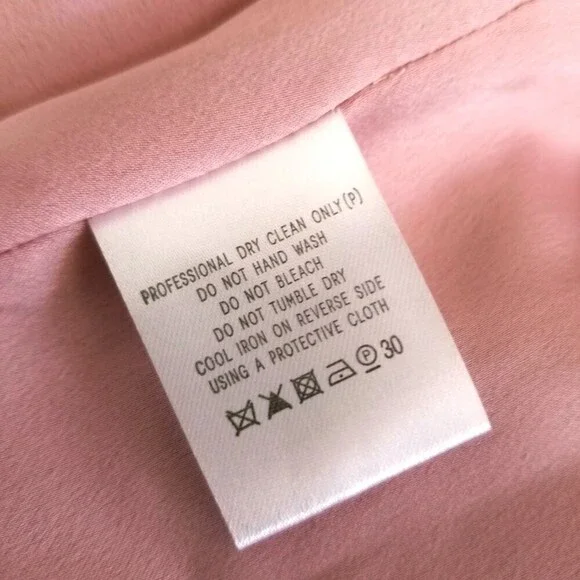 PROFESSIONAL DRY CLEAN ONLY(P)
DO NOT HAND WASH
DO NOT BLEACH
DO NOT TUMBLE DRY
COOL IRON ON REVERSE SIDE
USING A PROTECTIVE CLOTH
P 30